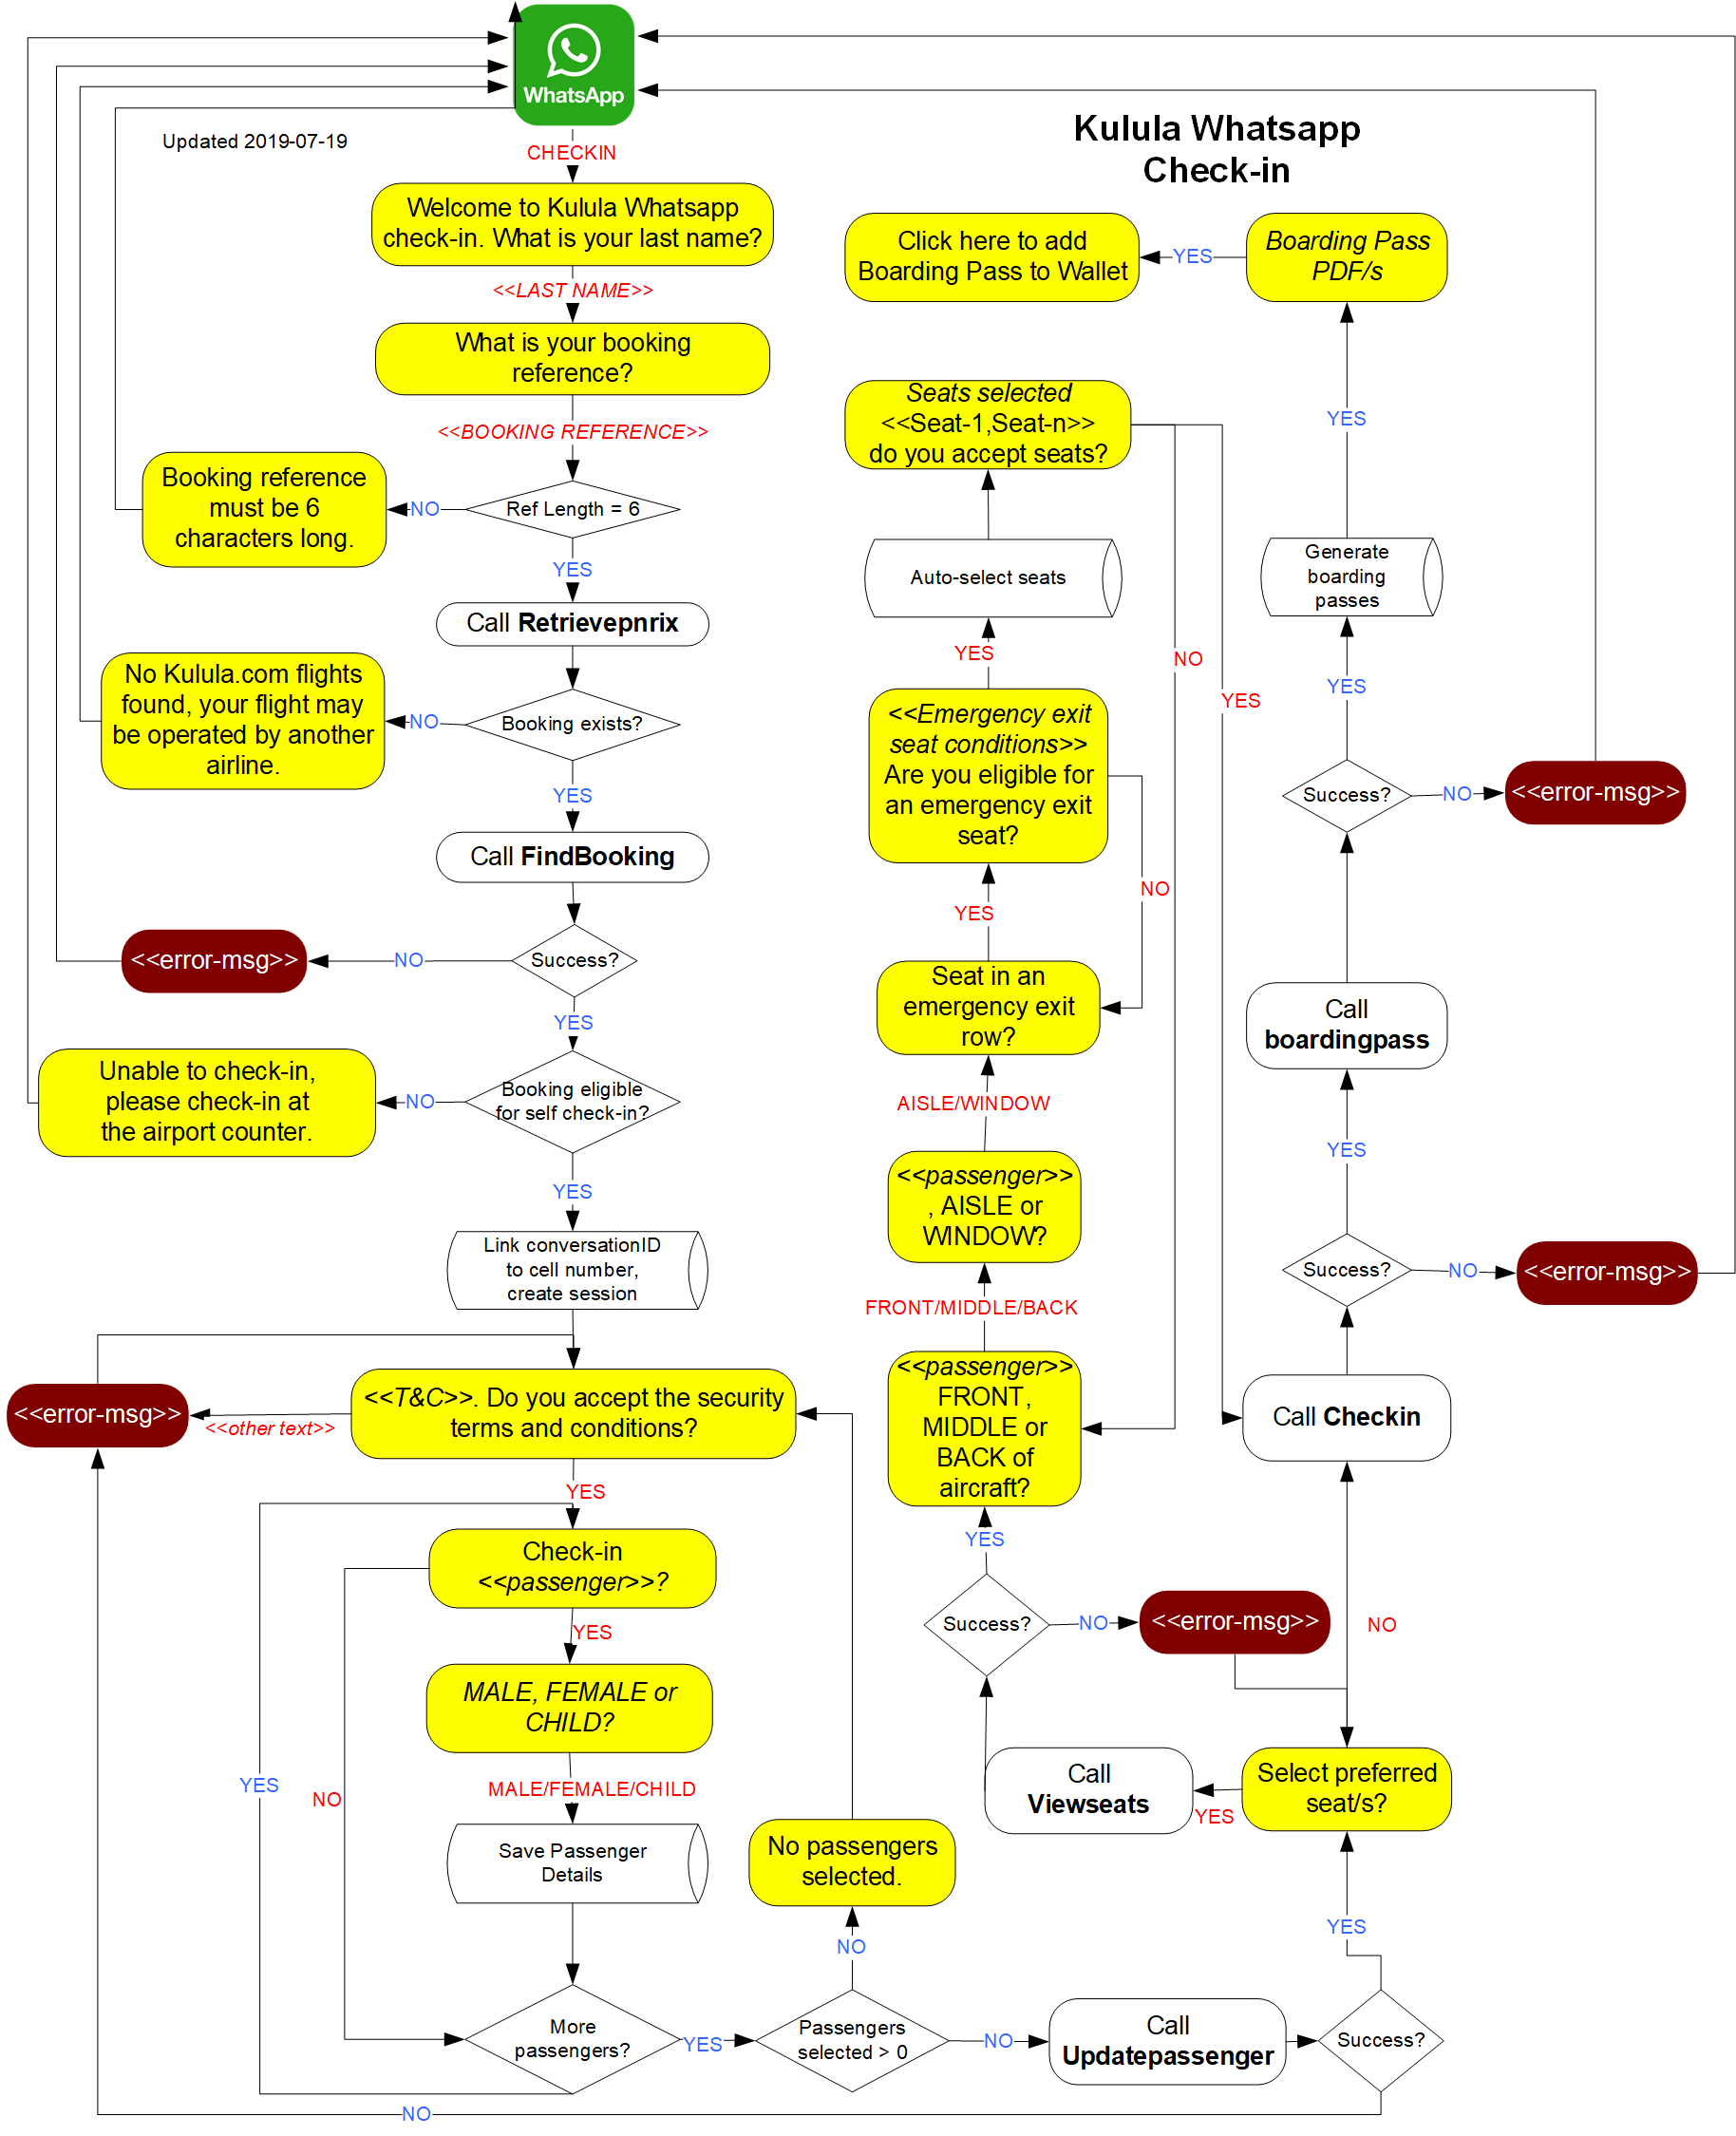 WhatsApp
Updated 2019-07-19
Kulula Whatsapp
Check-in
CHECKIN
Welcome to Kulula Whatsapp
check-in. What is your last name?
<<LAST NAME>>
What is your booking
reference?
<<BOOKING REFERENCE>>
Ref Length = 6
NO
Booking reference
must be 6
characters long.
YES
Call Retrievepnrix
Booking exists?
NO
No Kulula.com flights
found, your flight may
be operated by another
airline.
YES
Call FindBooking
Success?
NO
<<error-msg>>
YES
Booking eligible
for self check-in?
NO
Unable to check-in,
please check-in at
the airport counter.
YES
Link conversationID
to cell number,
create session
<<T&C>>. Do you accept the security
terms and conditions?
<<other text>>
<<error-msg>>
YES
Check-in
<<passenger>>?
YES
NO
MALE, FEMALE or
CHILD?
MALE/FEMALE/CHILD
YES
Save Passenger
Details
More
passengers?
YES
Passengers
selected > 0
NO
No passengers
selected.
NO
Call
Updatepassenger
Success?
NO
YES
Select preferred
seat/s?
YES
NO
Call
Viewseats
Success?
NO
<<error-msg>>
YES
<<passenger>>
FRONT,
MIDDLE or
BACK of
aircraft?
FRONT/MIDDLE/BACK
<<passenger>>
, AISLE or
WINDOW?
AISLE/WINDOW
Seat in an
emergency exit
row?
YES
NO
<<Emergency exit
seat conditions>>
Are you eligible for
an emergency exit
seat?
YES
Auto-select seats
Seats selected
<<Seat-1,Seat-n>>
do you accept seats?
NO
YES
Call Checkin
Success?
NO
<<error-msg>>
YES
Call
boardingpass
Success?
NO
<<error-msg>>
YES
Generate
boarding
passes
YES
Boarding Pass
PDF/s
YES
Click here to add
Boarding Pass to Wallet